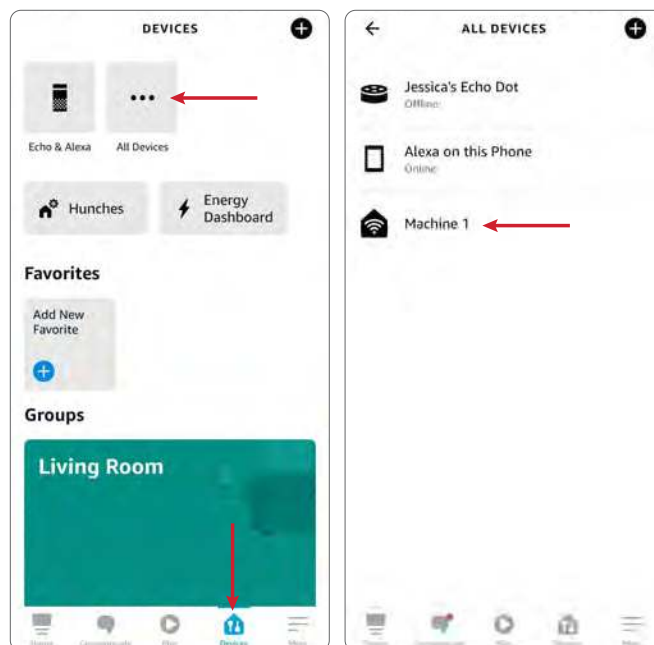 DEVICES
Echo & Alexa
All Devices
Hunches
Energy
Dashboard
Favorites
Add New
Favorite
Groups
Living Room
Devices
ALL DEVICES
Jessica's Echo Dot
Offline
Alexa on this Phone
Online
Machine 1